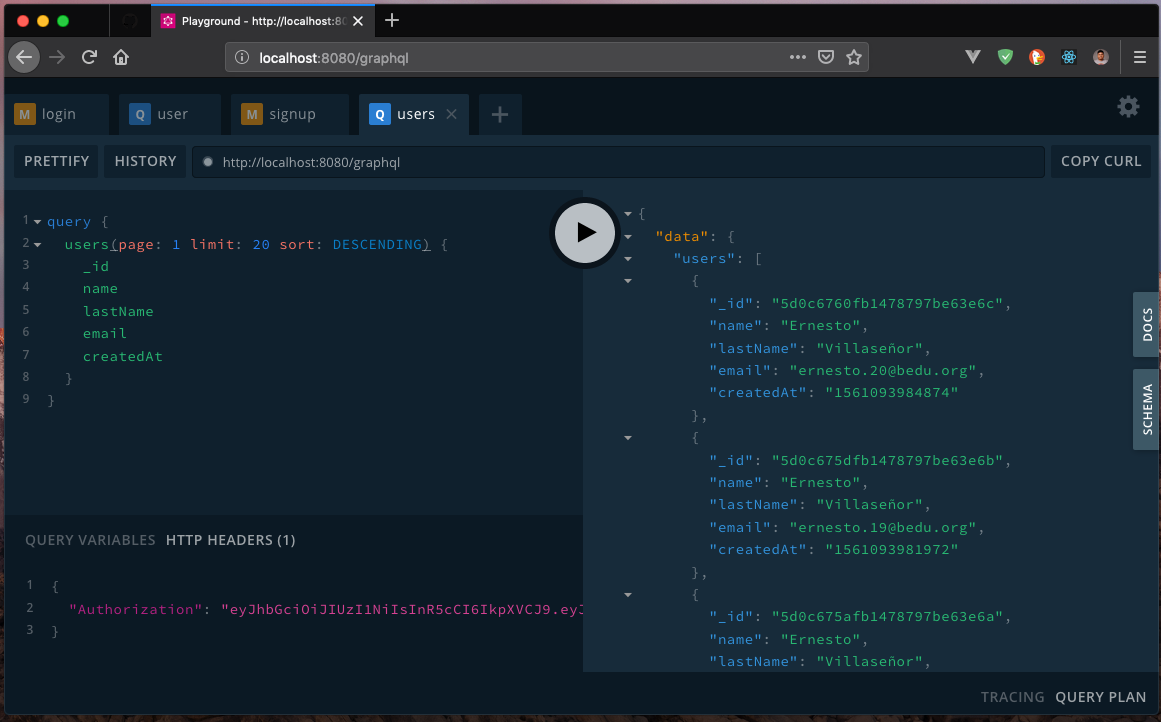 Playground - http://localhost:80
localhost:8080/graphql
M login
Q user
M signup
Q users
PRETTIFY
HISTORY
http://localhost:8080/graphql
COPY CURL
1 query {
2 users(page: 1 limit: 20 sort: DESCENDING) {
3 _id
4 name
5 lastName
6 email
7 createdAt
8 }
9 }
QUERY VARIABLES HTTP HEADERS (1)
1 {
2 "Authorization": "eyJhbGciOiJIUzI1NiIsInR5cCI6IkpXVCJ9.eyJ
3 }
{
"data": {
"users": [
{
"_id": "5d0c6760fb1478797be63e6c",
"name": "Ernesto",
"lastName": "Villaseñor",
"email": "ernesto.20@bedu.org",
"createdAt": "1561093984874"
},
{
"_id": "5d0c675dfb1478797be63e6b",
"name": "Ernesto",
"lastName": "Villaseñor",
"email": "ernesto.19@bedu.org",
"createdAt": "1561093981972"
},
{
"_id": "5d0c675afb1478797be63e6a",
"name": "Ernesto",
"lastName": "Villaseñor",
DOCS
SCHEMA
TRACING QUERY PLAN